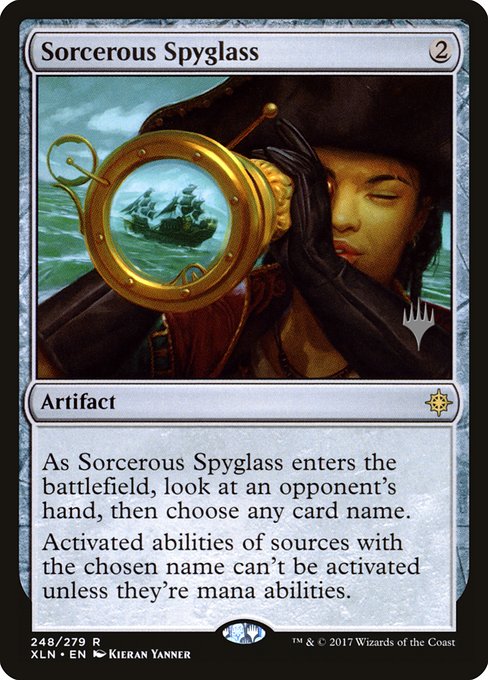 Sorcerous Spyglass 2
Artifact
As Sorcerous Spyglass enters the
battlefield, look at an opponent's
hand, then choose any card name.
Activated abilities of sources with
the chosen name can't be activated
unless they're mana abilities.
248/279 R
XLN • EN Kieran Yanner
™ & © 2017 Wizards of the Coast